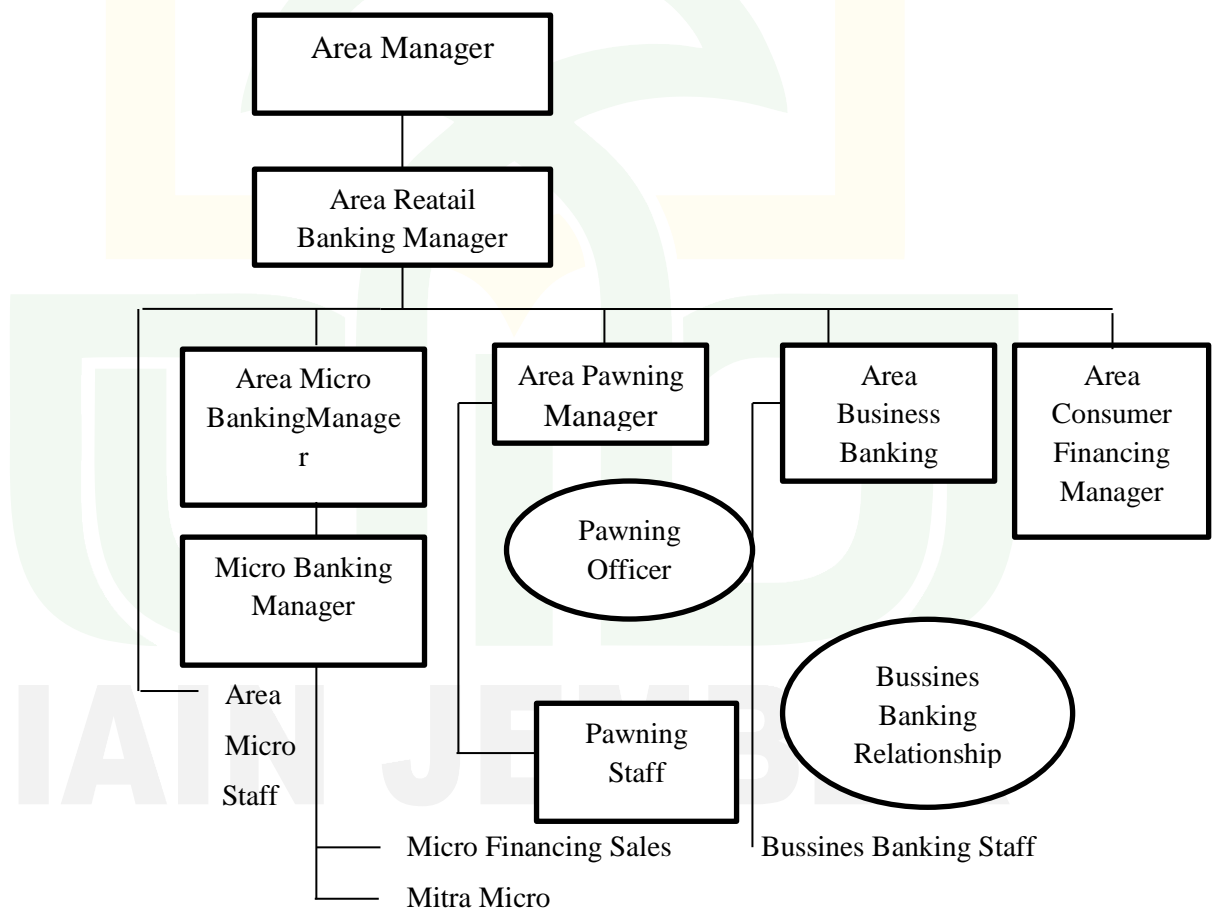 Area Manager
Area Reatail
Banking Manager
Area Micro
BankingManage
r
Area Pawning
Manager
Area
Business
Banking
Area
Consumer
Financing
Manager
Pawning
Officer
Micro Banking
Manager
Bussines
Banking
Relationship
Area
Micro
Staff
Pawning
Staff
Micro Financing Sales
Mitra Micro
Bussines Banking Staff
IAIN JEMBER